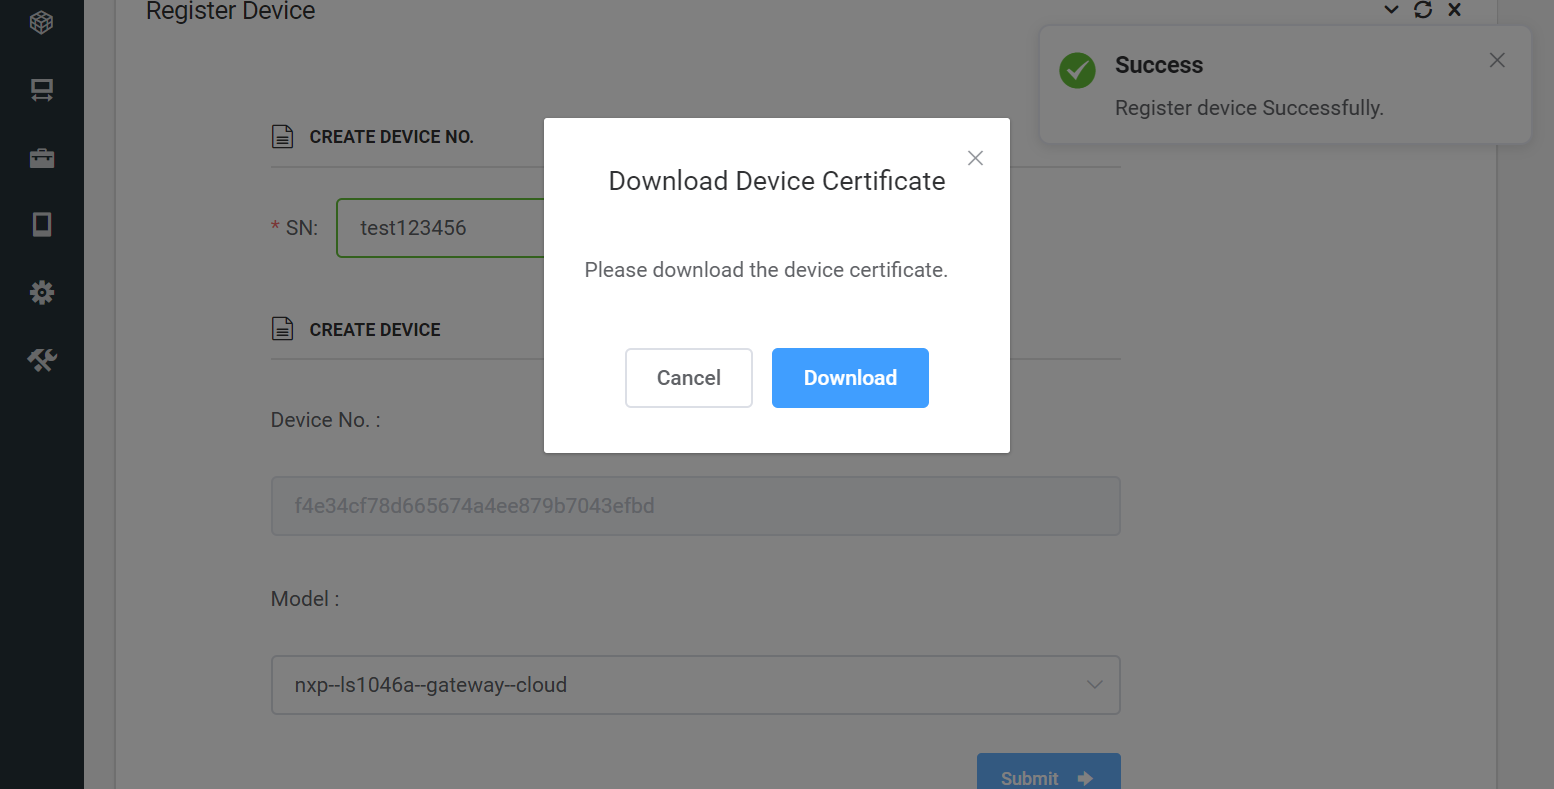 Register Device
Success
Register device Successfully.
CREATE DEVICE NO.
* SN:
test123456
Download Device Certificate
Please download the device certificate.
Cancel
Download
CREATE DEVICE
Device No. :
f4e34cf78d665674a4ee879b7043efbd
Model :
nxp--ls1046a--gateway--cloud
Submit